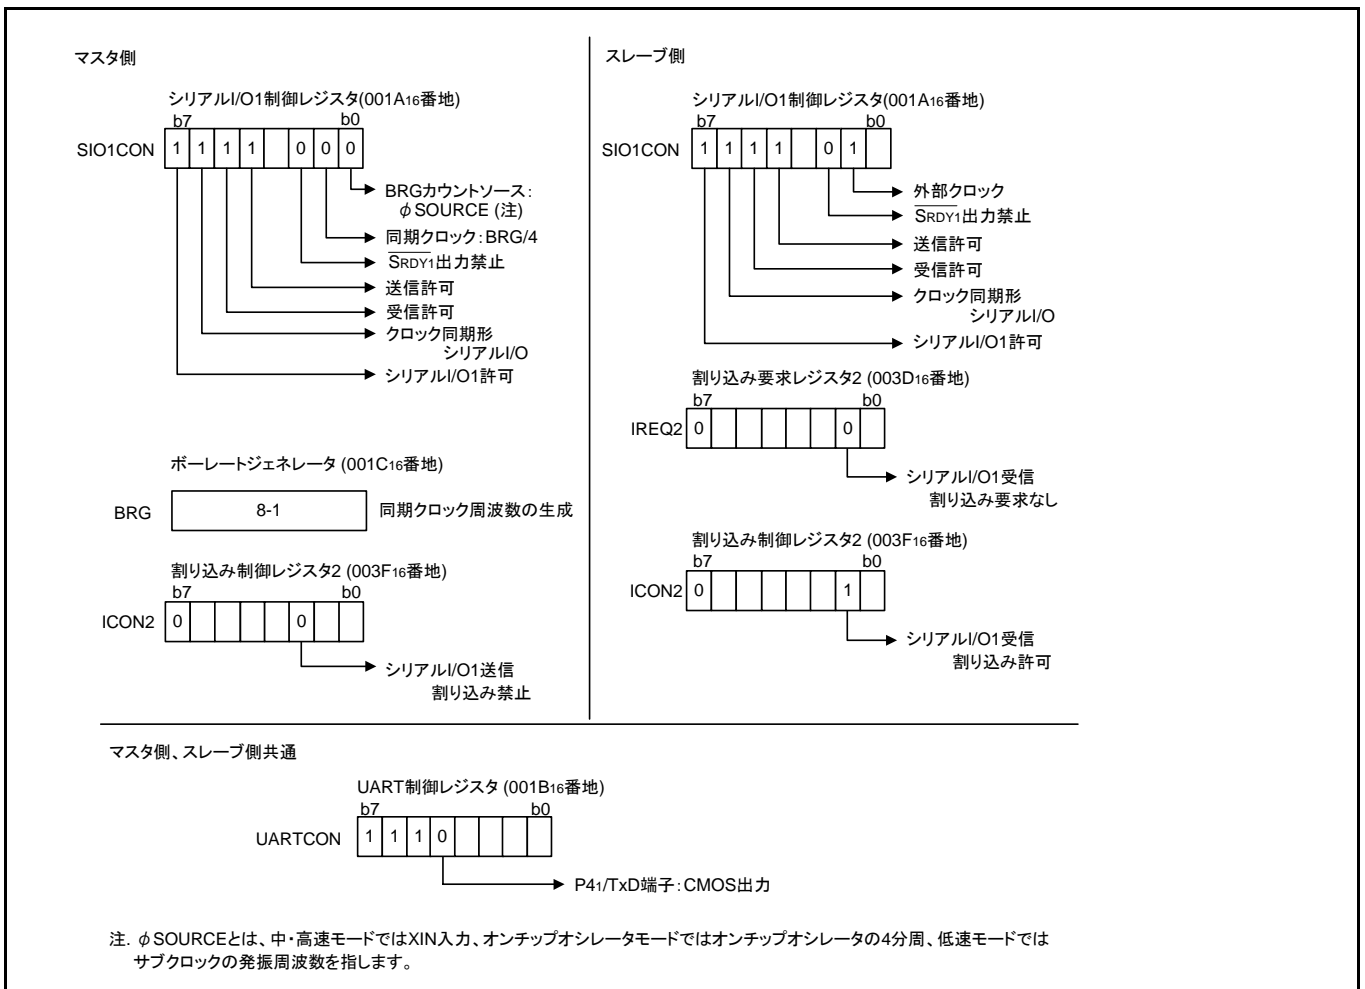 マスタ側
シリアルI/O1制御レジスタ(001A16番地)
b7 b0
SIO1CON 1 1 1 1 0 0 0
BRGカウントソース:
φSOURCE (注)
同期クロック:BRG/4
SRDY1出力禁止
送信許可
受信許可
クロック同期形
シリアルI/O
シリアルI/O1許可
ボーレートジェネレータ (001C16番地)
BRG 8-1 同期クロック周波数の生成
割り込み制御レジスタ2 (003F16番地)
b7 b0
ICON2 0 0
シリアルI/O1送信
割り込み禁止
スレーブ側
シリアルI/O1制御レジスタ(001A16番地)
b7 b0
SIO1CON 1 1 1 1 0 1
外部クロック
SRDY1出力禁止
送信許可
受信許可
クロック同期形
シリアルI/O
シリアルI/O1許可
割り込み要求レジスタ2 (003D16番地)
b7 b0
IREQ2 0 0
シリアルI/O1受信
割り込み要求なし
割り込み制御レジスタ2 (003F16番地)
b7 b0
ICON2 0 1
シリアルI/O1受信
割り込み許可
マスタ側、スレーブ側共通
UART制御レジスタ (001B16番地)
b7 b0
UARTCON 1 1 1 0
P41/TxD端子:CMOS出力
注. φSOURCEとは、中・高速モードではXIN入力、オンチップオシレータモードではオンチップオシレータの4分周、低速モードでは
サブクロックの発振周波数を指します。